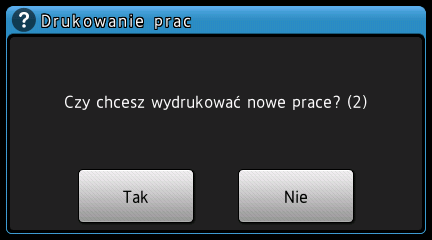 ? Drukowanie prac
Czy chcesz wydrukować nowe prace? (2)
Tak
Nie